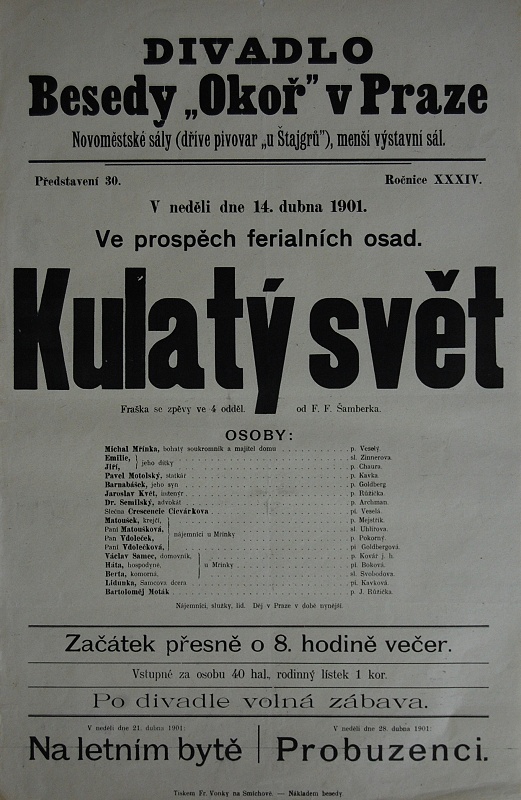 DIVADLO
Besedy „Okoř” v Praze
Novoměstské sály (dříve pivovar „u Štajgrů”), menší výstavní sál.
Představení 30. Ročnice XXXIV.
V neděli dne 14. dubna 1901.
Ve prospěch ferialních osad.
Kulatý svět
Fraška se zpěvy ve 4 odděl. od F. F. Šamberka.
OSOBY:
Michal Mřínka, bohatý soukromník a majitel domu p. Veselý.
Emilie, sl. Zinnerova.
jeho dítky
Jiří, p. Chaura.
Pavel Motolský, statkář p. Kavka
Barnabášek, jeho syn p. Goldberg
Jaroslav Květ, inženýr p. Růžička.
Dr. Semilský, advokát p. Archman.
Slečna Crescencie Cicvárkova pí. Veselá.
Matoušek, krejčí, p. Mejstřík.
Paní Matoušková, sl. Uhlířova.
nájemníci u Mřínky
Pan Vdoleček, p. Pokorný.
Paní Vdolečková, pí Goldbergová.
Václav Samec, domovník, p. Kovář j. h.
Háta, hospodyně, u Mřínky pí. Boková.
Berta, komorná, sl. Svobodova.
Lidunka, Samcova dcera pí. Kavková.
Bartoloměj Moták p. J. Růžička.
Nájemníci, služky, lid. Děj v Praze v době nynější.
Začátek přesně o 8. hodině večer.
Vstupné za osobu 40 hal., rodinný lístek 1 kor.
Po divadle volná zábava.
V neděli dne 21. dubna 1901: V neděli dne 28. dubna 1901:
Na letním bytě Probuzenci.
Tiskem Fr. Vonky na Smíchově. — Nákladem besedy